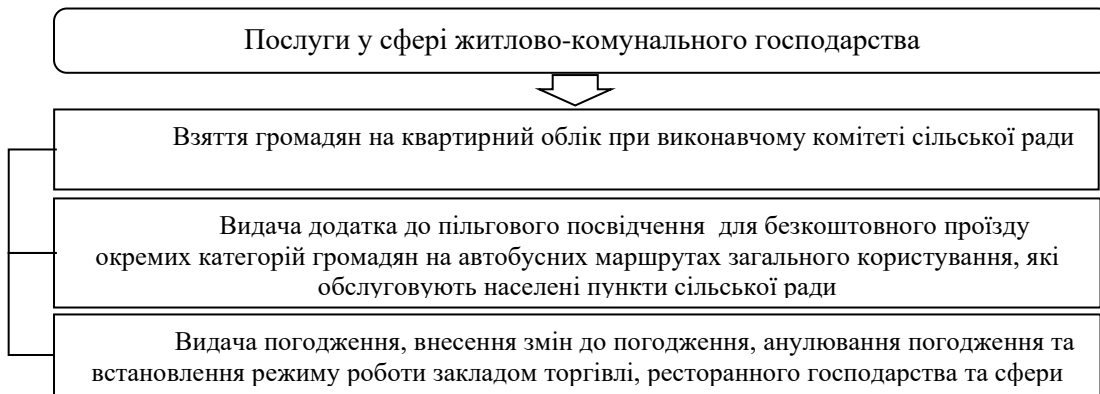 Послуги у сфері житлово-комунального господарства
Взяття громадян на квартирний облік при виконавчому комітеті сільської ради
Видача додатка до пільгового посвідчення для безкоштовного проїзду
окремих категорій громадян на автобусних маршрутах загального користування, які
обслуговують населені пункти сільської ради
Видача погодження, внесення змін до погодження, анулювання погодження та
встановлення режиму роботи закладом торгівлі, ресторанного господарства та сфери